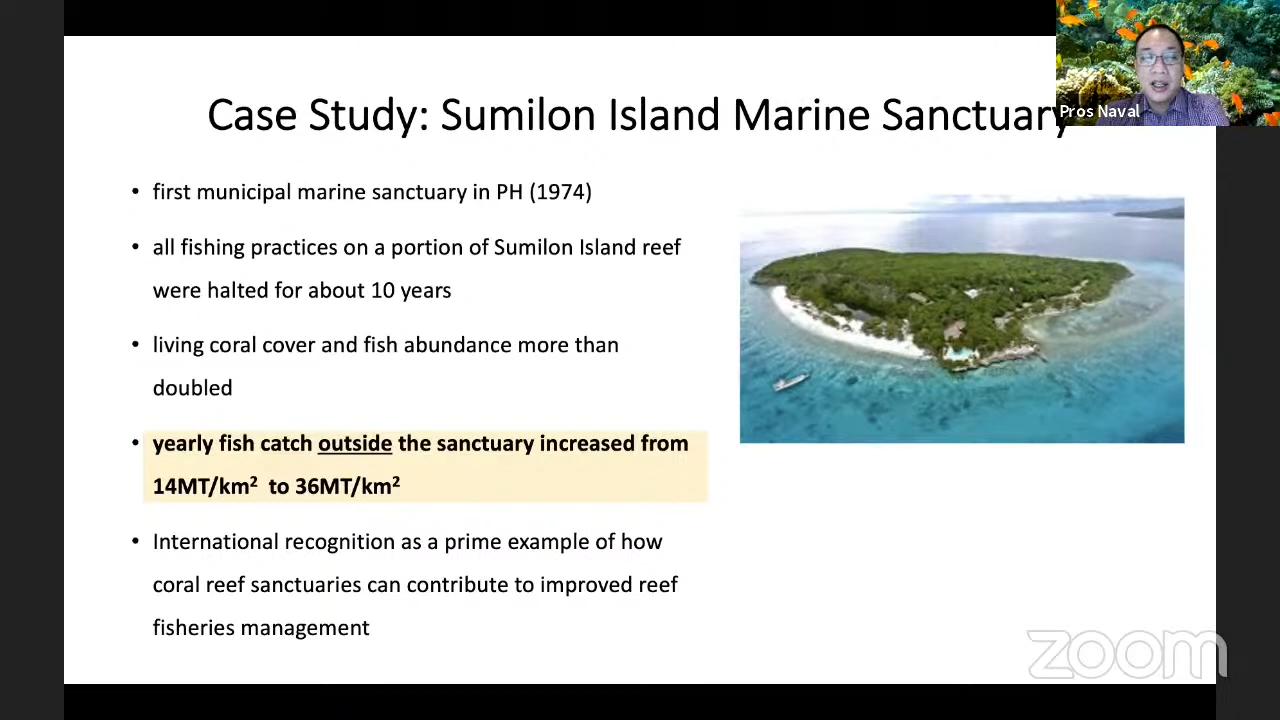 Case Study: Sumilon Island Marine Sanctuary
Pros Naval
• first municipal marine sanctuary in PH (1974)
• all fishing practices on a portion of Sumilon Island reef
were halted for about 10 years
• living coral cover and fish abundance more than
doubled
• yearly fish catch outside the sanctuary increased from
14MT/km² to 36MT/km²
• International recognition as a prime example of how
coral reef sanctuaries can contribute to improved reef
fisheries management
zoom